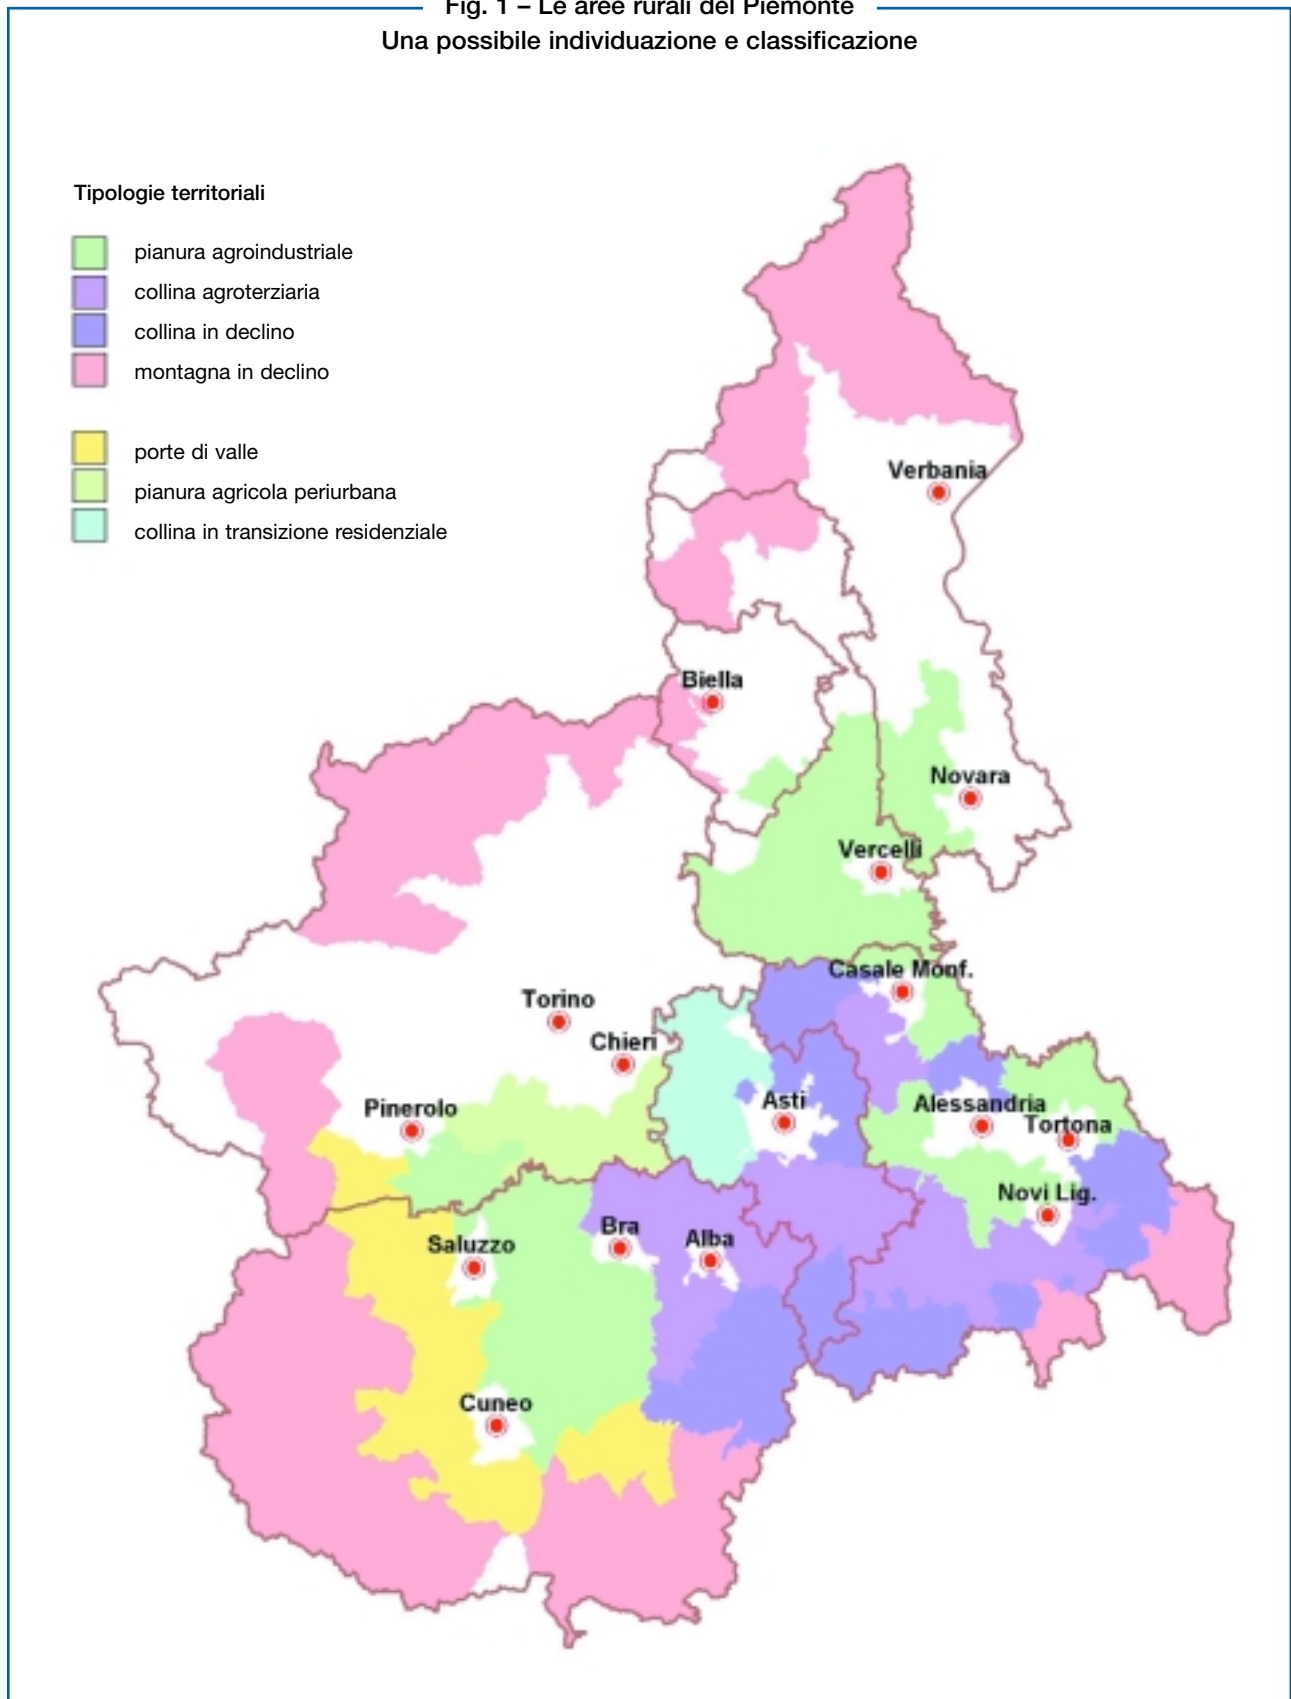 Fig. 1 – Le aree rurali del Piemonte
Una possibile individuazione e classificazione
Tipologie territoriali
pianura agroindustriale
collina agroterziaria
collina in declino
montagna in declino
porte di valle
pianura agricola periurbana
collina in transizione residenziale
Verbania
Biella
Novara
Vercelli
Casale Monf.
Torino
Chieri
Pinerolo
Asti
Alessandria
Tortona
Novi Lig.
Bra
Alba
Saluzzo
Cuneo